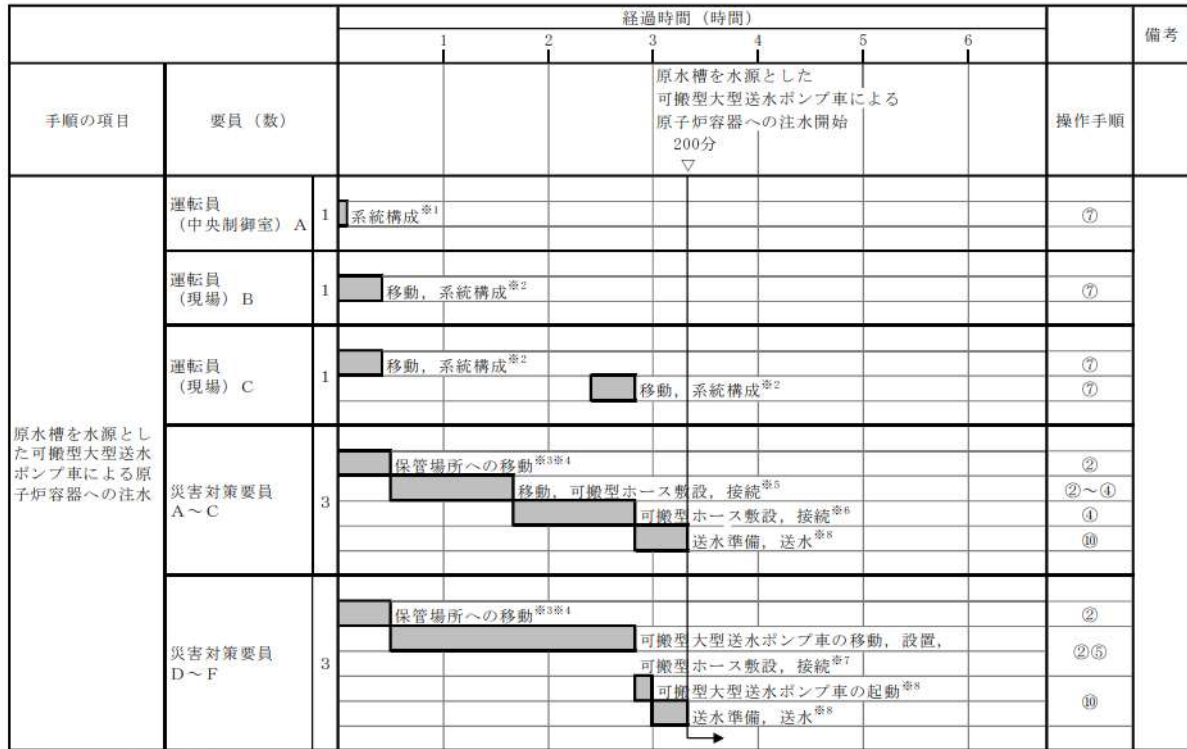 経過時間（時間）
備考
1 2 3 4 5 6
手順の項目
要員（数）
原水槽を水源とした
可搬型大型送水ポンプ車による
原子炉容器への注水開始
200分
▽
操作手順
原水槽を水源とし
た可搬型大型送水
ポンプ車による原
子炉容器への注水
運転員
（中央制御室）A
1
系統構成※1
⑦
運転員
（現場）B
1
移動，系統構成※2
⑦
運転員
（現場）C
1
移動，系統構成※2
⑦
移動，系統構成※2
⑦
災害対策要員
A～C
3
保管場所への移動※3※4
②
移動，可搬型ホース敷設，接続※5
②～④
可搬型ホース敷設，接続※6
④
送水準備，送水※8
⑩
災害対策要員
D～F
3
保管場所への移動※3※4
②
可搬型大型送水ポンプ車の移動，設置，
可搬型ホース敷設，接続※7
②⑤
可搬型大型送水ポンプ車の起動※8
送水準備，送水※8
⑩